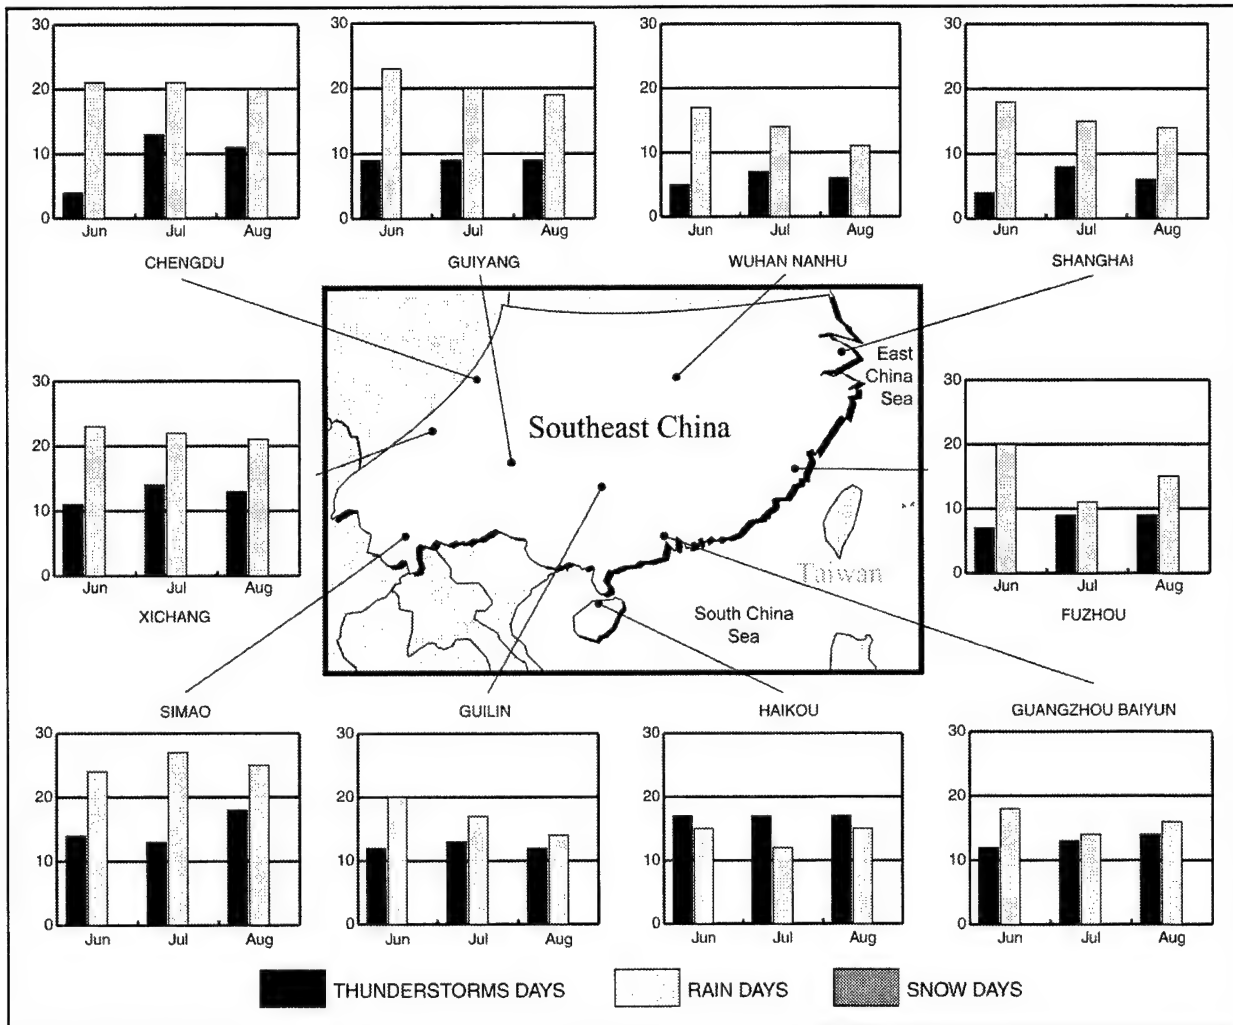 30
20
10
0
Jun Jul Aug
CHENGDU
30
20
10
0
Jun Jul Aug
GUIYANG
30
20
10
0
Jun Jul Aug
WUHAN NANHU
30
20
10
0
Jun Jul Aug
SHANGHAI
30
20
10
0
Jun Jul Aug
XICHANG
Southeast China
East
China
Sea
Taiwan
South China
Sea
30
20
10
0
Jun Jul Aug
FUZHOU
SIMAO
30
20
10
0
Jun Jul Aug
GUILIN
30
20
10
0
Jun Jul Aug
HAIKOU
30
20
10
0
Jun Jul Aug
GUANGZHOU BAIYUN
30
20
10
0
Jun Jul Aug
THUNDERSTORMS DAYS
RAIN DAYS
SNOW DAYS